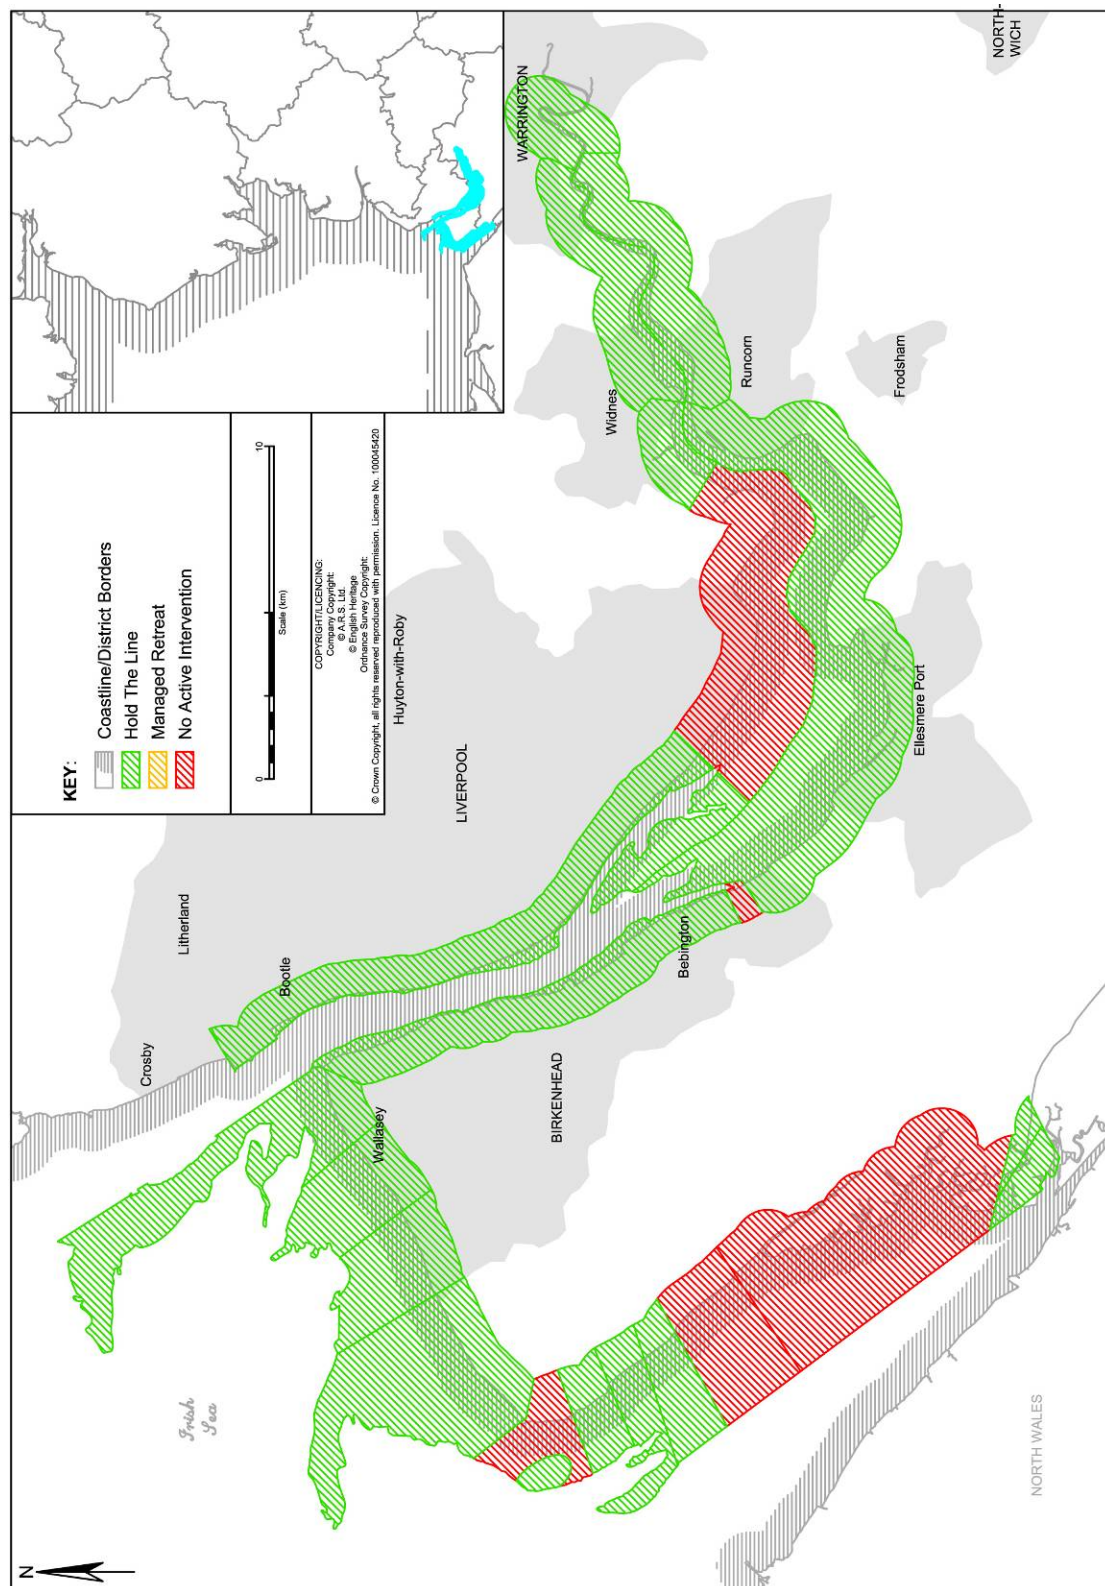 KEY:
Coastline/District Borders
Hold The Line
Managed Retreat
No Active Intervention
0
10
Scale (km)
COPYRIGHT/LICENCING:
Company Copyright:
© A.R.S. Ltd.
© English Heritage
Ordnance Survey Copyright:
© Crown Copyright, all rights reserved reproduced with permission. Licence No. 100045420
N
Irish
Sea
Crosby
Litherland
Bootle
Wallasey
LIVERPOOL
Huyton-with-Roby
BIRKENHEAD
Bebington
Widnes
WARRINGTON
Runcorn
Frodsham
Ellesmere Port
NORTH-
WICH
NORTH WALES